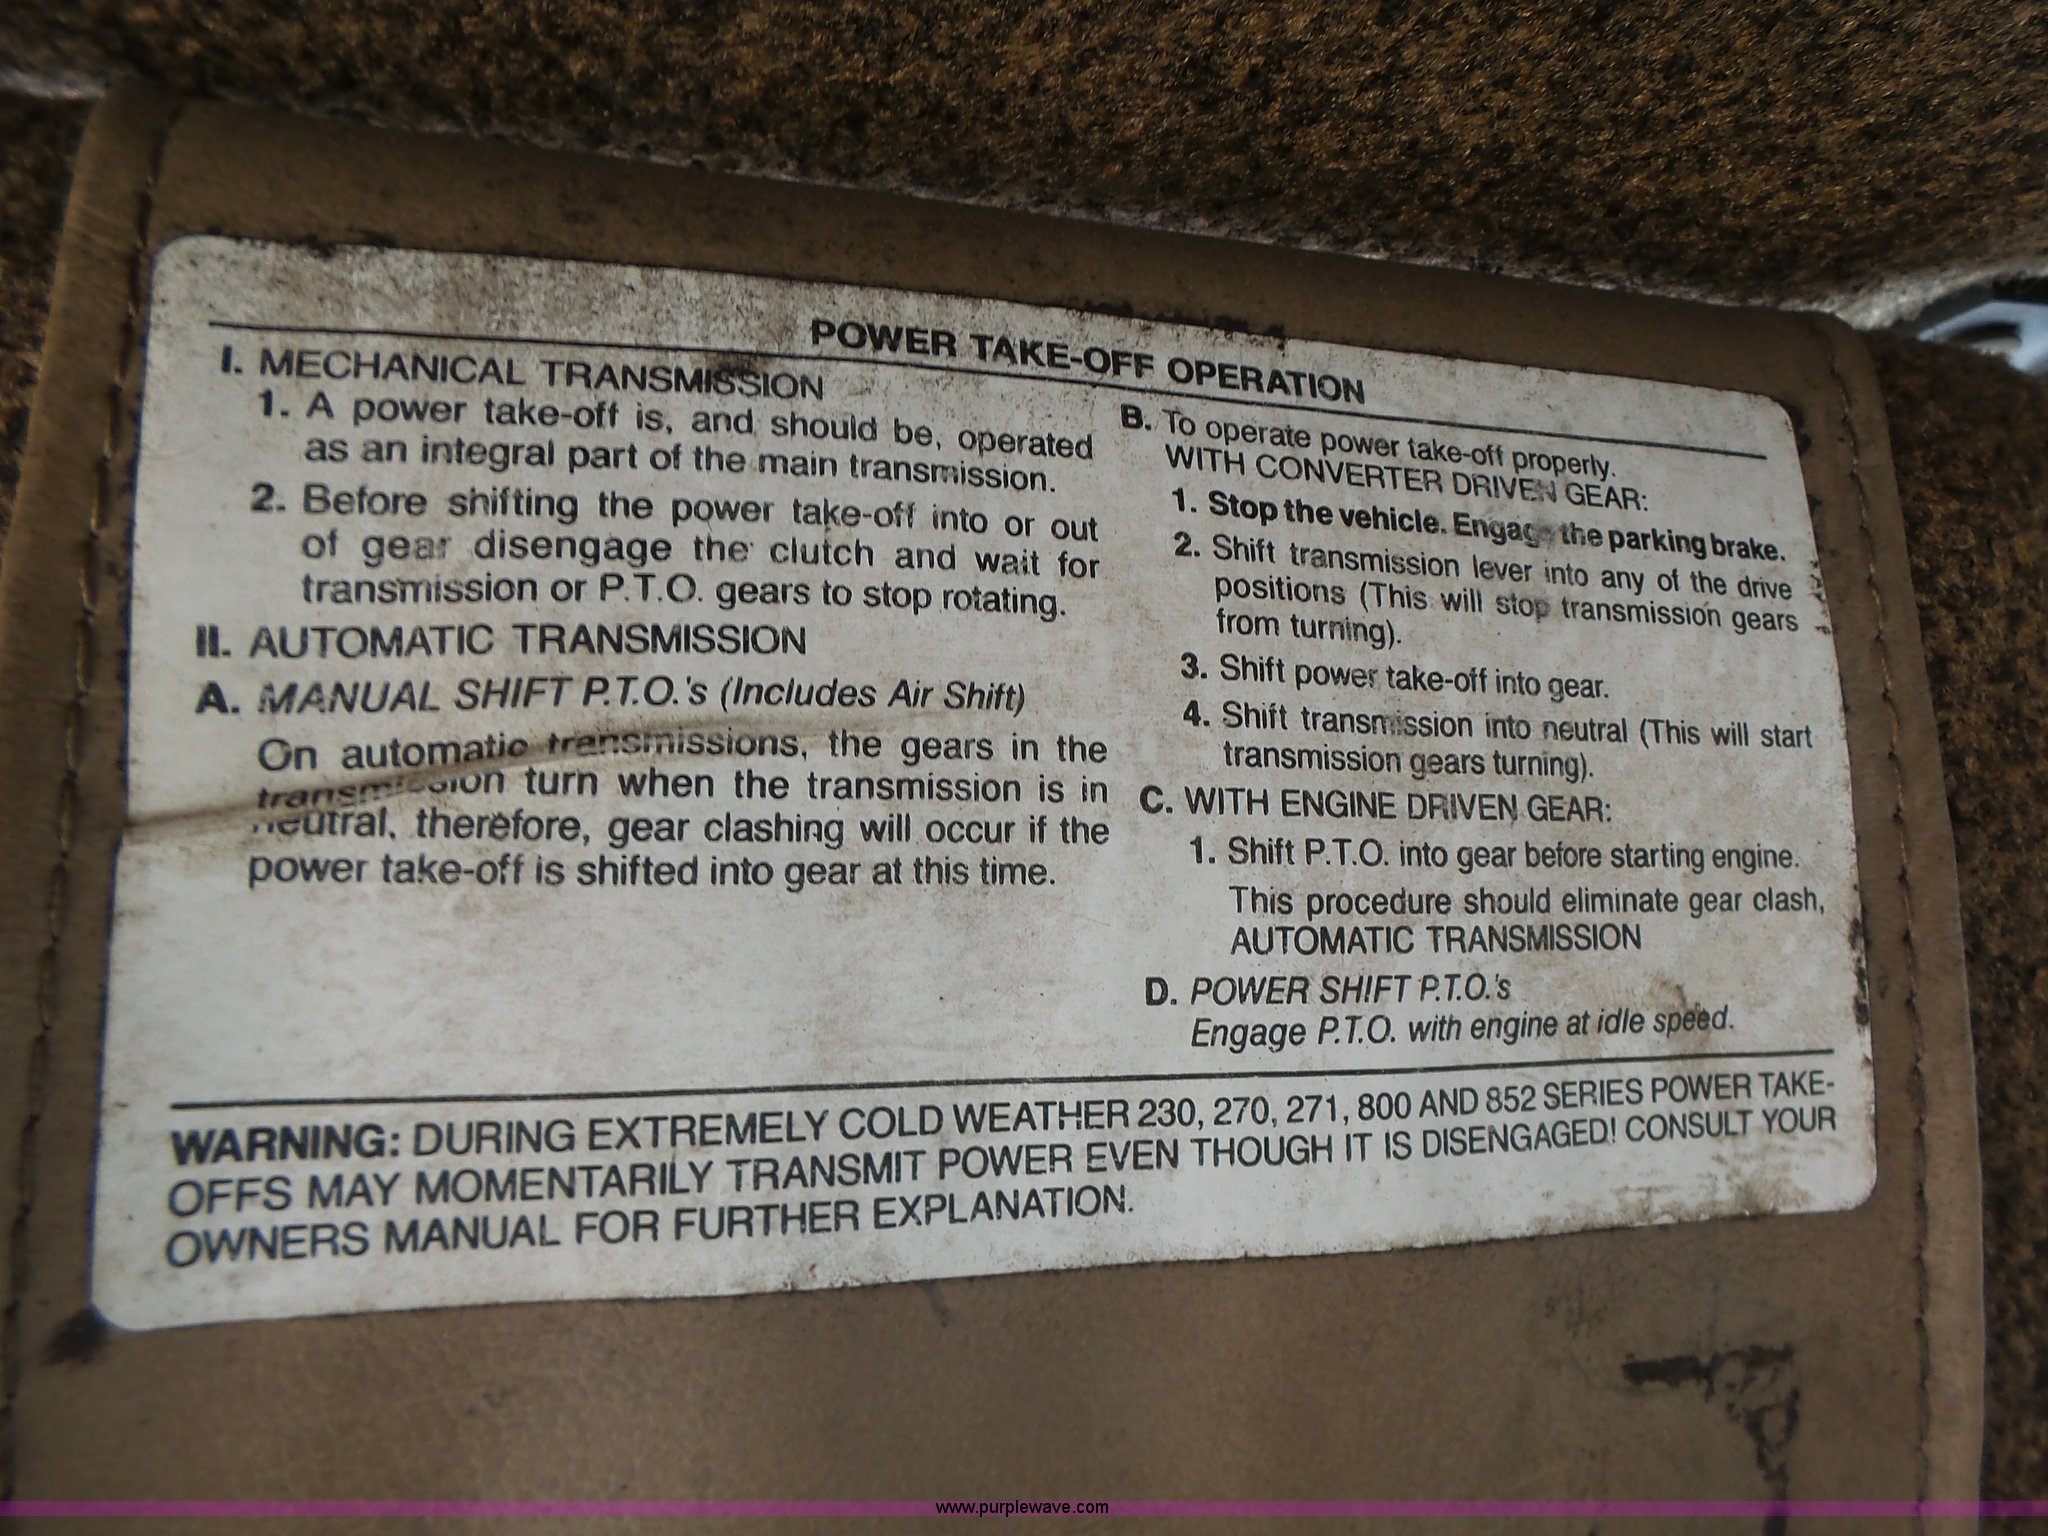 POWER TAKE-OFF OPERATION
I. MECHANICAL TRANSMISSION
1. A power take-off is, and should be, operated
as an integral part of the main transmission.
2. Before shifting the power take-off into or out
of gear disengage the clutch and wait for
transmission or P.T.O. gears to stop rotating.
II. AUTOMATIC TRANSMISSION
A. MANUAL SHIFT P.T.O.'s (Includes Air Shift)
On automatic transmissions, the gears in the
transmission turn when the transmission is in
neutral, therefore, gear clashing will occur if the
power take-off is shifted into gear at this time.
B. To operate power take-off properly.
WITH CONVERTER DRIVEN GEAR:
1. Stop the vehicle. Engage the parking brake.
2. Shift transmission lever into any of the drive
positions (This will stop transmission gears
from turning).
3. Shift power take-off into gear.
4. Shift transmission into neutral (This will start
transmission gears turning).
C. WITH ENGINE DRIVEN GEAR:
1. Shift P.T.O. into gear before starting engine.
This procedure should eliminate gear clash,
AUTOMATIC TRANSMISSION
D. POWER SHIFT P.T.O.'s
Engage P.T.O. with engine at idle speed.
WARNING: DURING EXTREMELY COLD WEATHER 230, 270, 271, 800 AND 852 SERIES POWER TAKE-
OFFS MAY MOMENTARILY TRANSMIT POWER EVEN THOUGH IT IS DISENGAGED! CONSULT YOUR
OWNERS MANUAL FOR FURTHER EXPLANATION.
www.purplewave.com